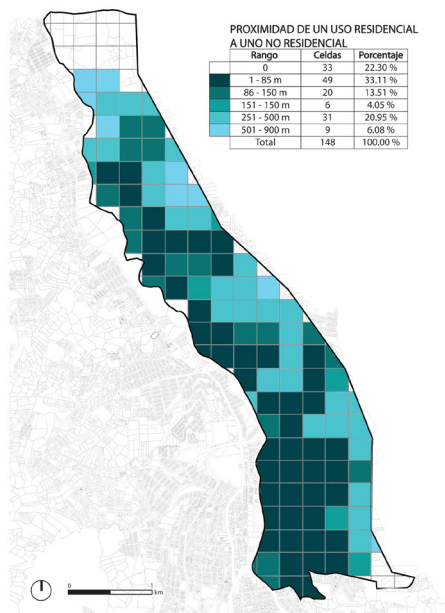 PROXIMIDAD DE UN USO RESIDENCIAL
A UNO NO RESIDENCIAL
Rango Celdas Porcentaje
0 33 22.30 %
1 - 85 m 49 33.11 %
86 - 150 m 20 13.51 %
151 - 150 m 6 4.05 %
251 - 500 m 31 20.95 %
501 - 900 m 9 6.08 %
Total 148 100.00 %
0 1
km